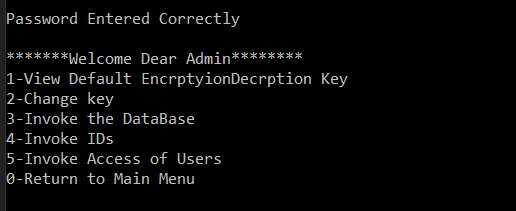 Password Entered Correctly
*******Welcome Dear Admin********
1-View Default EncrptyionDecrption Key
2-Change key
3-Invoke the DataBase
4-Invoke IDs
5-Invoke Access of Users
0-Return to Main Menu